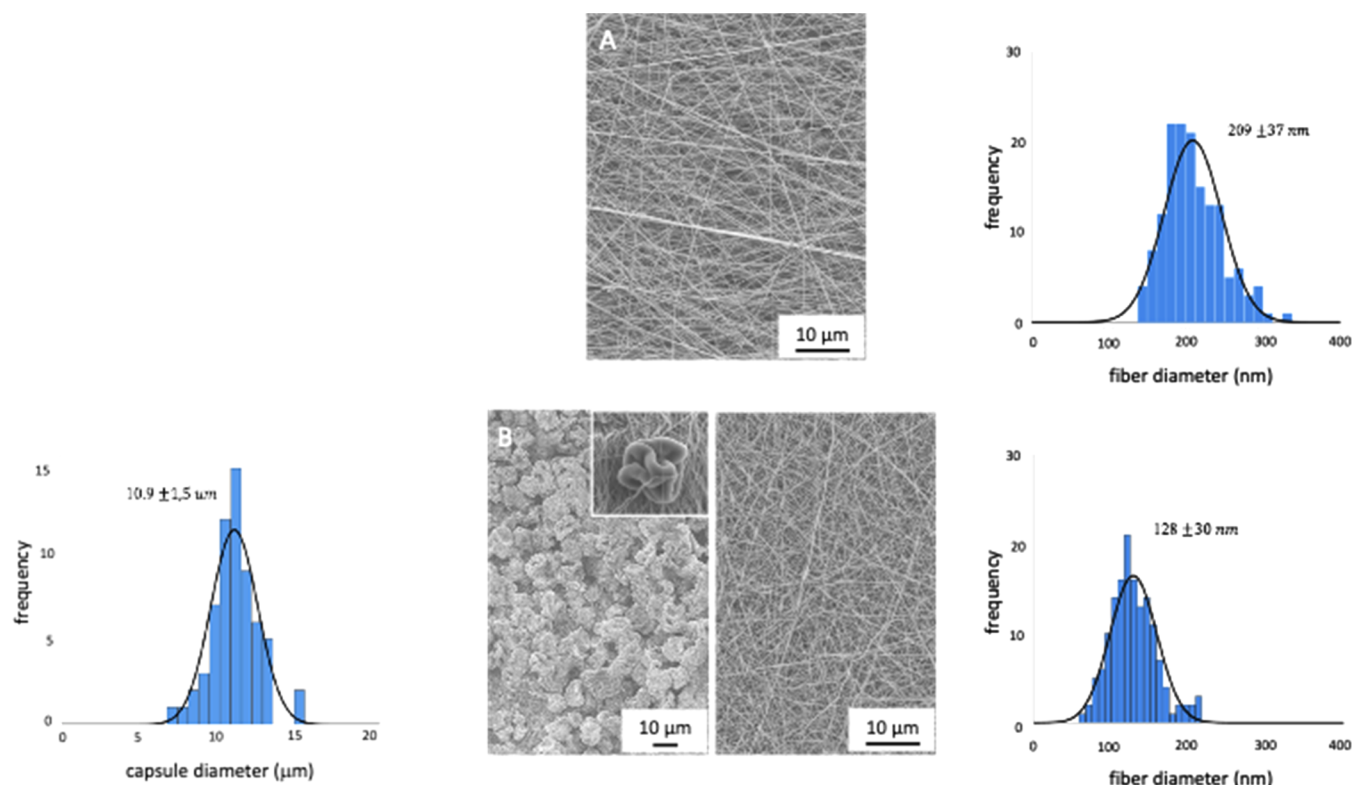 A
10 µm
30
20
10
0
frequency
209 ±37 nm
0 100 200 300 400
fiber diameter (nm)
15
10
5
0
frequency
10.9 ±1,5 um
0 5 10 15 20
capsule diameter (µm)
B
10 µm
10 µm
30
20
10
0
frequency
128 ±30 nm
0 100 200 300 400
fiber diameter (nm)